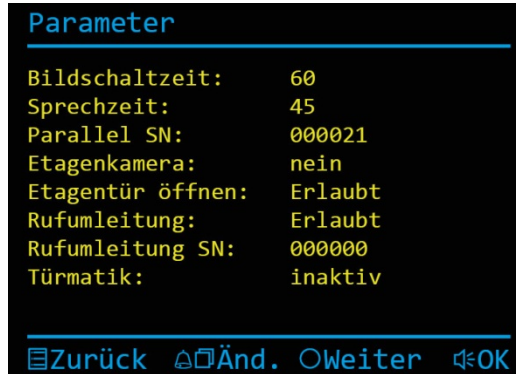 Parameter
Bildschaltzeit: 60
Sprechzeit: 45
Parallel SN: 000021
Etagenkamera: nein
Etagentür öffnen: Erlaubt
Rufumleitung: Erlaubt
Rufumleitung SN: 000000
Türmatik: inaktiv
Zurück Änd. Weiter OK